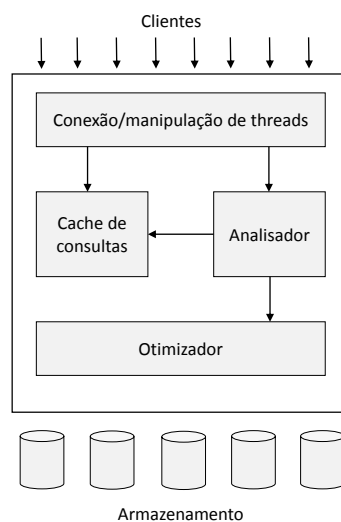 Clientes
Conexão/manipulação de threads
Cache de
consultas
Analisador
Otimizador
Armazenamento